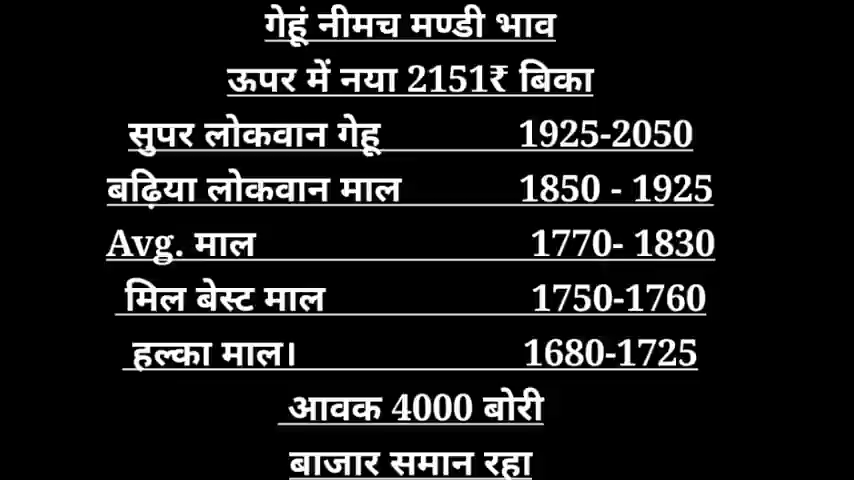 गेहूं नीमच मण्डी भाव
ऊपर में नया 2151₹ बिका
सुपर लोकवान गेहू 1925-2050
बढ़िया लोकवान माल 1850 - 1925
Avg. माल 1770- 1830
मिल बेस्ट माल 1750-1760
हल्का माल। 1680-1725
आवक 4000 बोरी
बाजार समान रहा